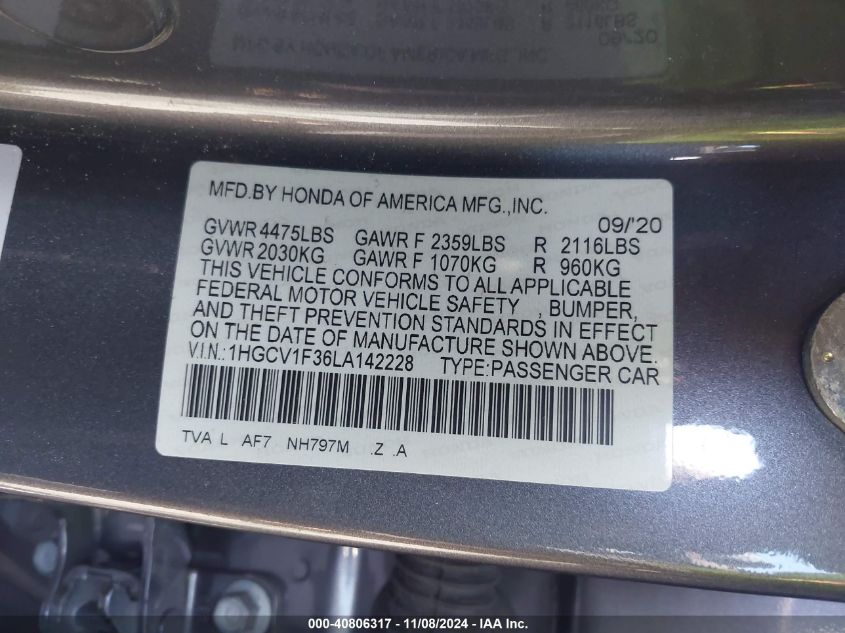 MFD.BY HONDA OF AMERICA MFG.,INC.
09/'20
GVWR 4475LBS GAWR F 2359LBS R 2116LBS
GVWR 2030KG GAWR F 1070KG R 960KG
THIS VEHICLE CONFORMS TO ALL APPLICABLE
FEDERAL MOTOR VEHICLE SAFETY , BUMPER,
AND THEFT PREVENTION STANDARDS IN EFFECT
ON THE DATE OF MANUFACTURE SHOWN ABOVE.
V.I.N.:1HGCV1F36LA142228 TYPE:PASSENGER CAR
TVA L AF7 NH797M .Z .A
000-40806317 - 11/08/2024 - IAA Inc.